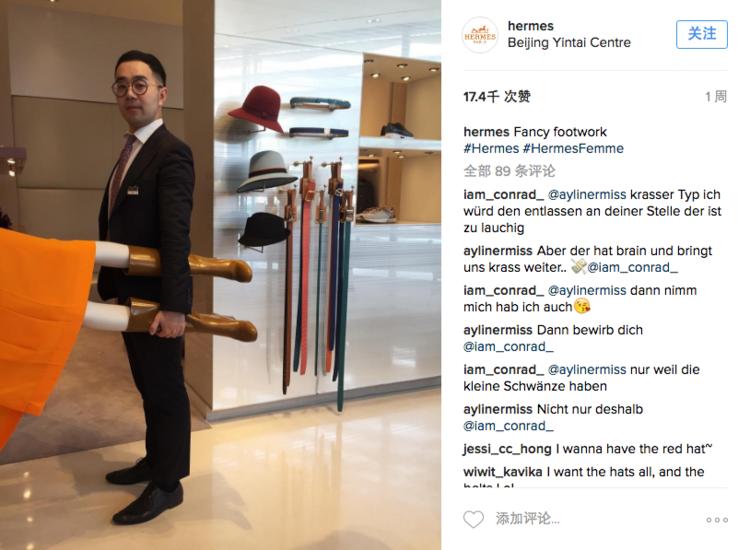 hermes
Beijing Yintai Centre
关注
HERMÈS
PARIS
17.4千 次赞
1 周
hermes Fancy footwork
#Hermes #HermesFemme
全部 89 条评论
iam_conrad_ @aylinermiss krasser Typ ich
würd den entlassen an deiner Stelle der ist
zu lauchig
aylinermiss Aber der hat brain und bringt
uns krass weiter.. 💸@iam_conrad_
iam_conrad_ @aylinermiss dann nimm
mich hab ich auch😘
aylinermiss Dann bewirb dich
@iam_conrad_
iam_conrad_ @aylinermiss nur weil die
kleine Schwänze haben
aylinermiss Nicht nur deshalb
@iam_conrad_
jessi_cc_hong I wanna have the red hat~
wiwit_kavika I want the hats all, and the
belts Lol
添加评论...